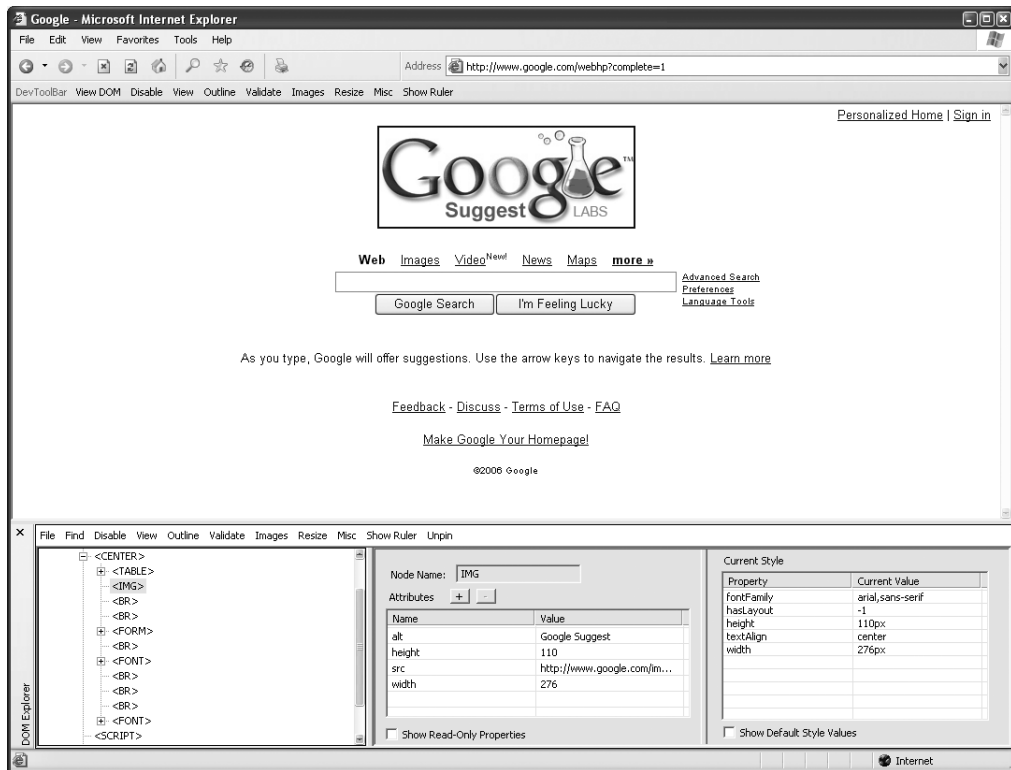 Google - Microsoft Internet Explorer
File Edit View Favorites Tools Help
Address http://www.google.com/webhp?complete=1
DevToolBar View DOM Disable View Outline Validate Images Resize Misc Show Ruler
Personalized Home | Sign in
Google™
Suggest LABS
Web Images Video New! News Maps more »
Advanced Search
Preferences
Language Tools
Google Search I'm Feeling Lucky
As you type, Google will offer suggestions. Use the arrow keys to navigate the results. Learn more
Feedback - Discuss - Terms of Use - FAQ
Make Google Your Homepage!
©2006 Google
File Find Disable View Outline Validate Images Resize Misc Show Ruler Unpin
DOM Explorer
<CENTER>
<TABLE>
<IMG>
<BR>
<BR>
<FORM>
<BR>
<FONT>
<BR>
<BR>
<BR>
<FONT>
<SCRIPT>
Node Name: IMG
Attributes + -
Name Value
alt Google Suggest
height 110
src http://www.google.com/im...
width 276
Show Read-Only Properties
Current Style
Property Current Value
fontFamily arial,sans-serif
hasLayout -1
height 110px
textAlign center
width 276px
Show Default Style Values
Internet